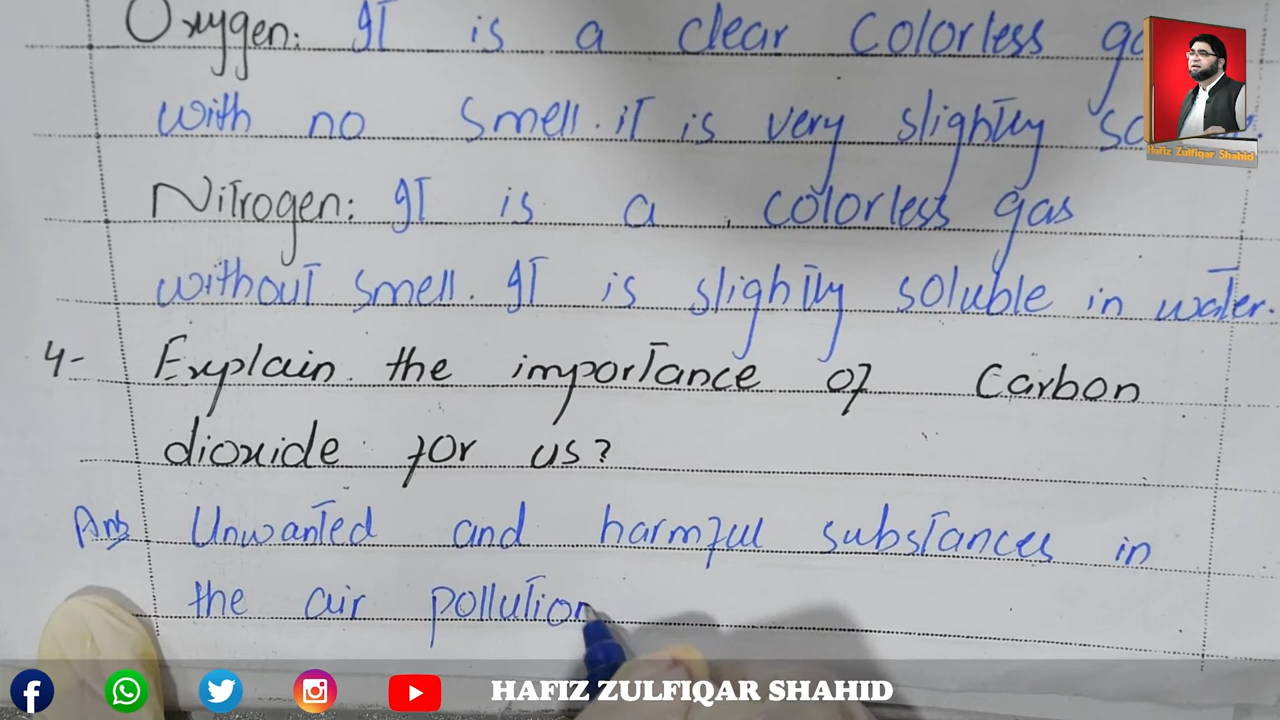 Oxygen: It is a clear colorless
with no smell. it is very slightly
Hafiz Zulfiqar Shahid
Nitrogen: It is a colorless gas
without smell. It is slightly soluble in water.
4- Explain the importance of Carbon
dioxide for us?
Ans Unwanted and harmful substances in
the air pollution
HAFIZ ZULFIQAR SHAHID